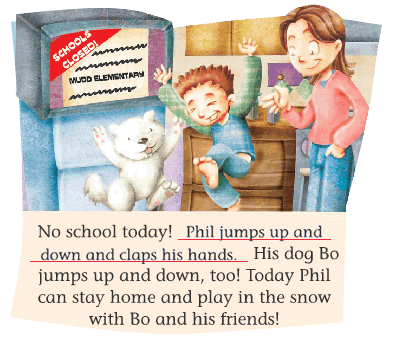 SCHOOLS
CLOSED!
MUDD ELEMENTARY
No school today! Phil jumps up and
down and claps his hands. His dog Bo
jumps up and down, too! Today Phil
can stay home and play in the snow
with Bo and his friends!